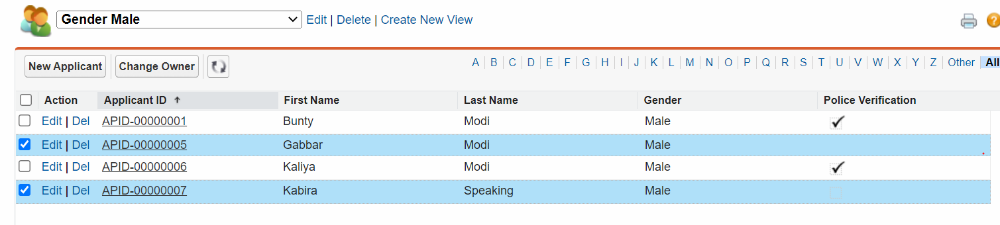 Gender Male Edit | Delete | Create New View
New Applicant Change Owner A | B | C | D | E | F | G | H | I | J | K | L | M | N | O | P | Q | R | S | T | U | V | W | X | Y | Z | Other | All
Action Applicant ID ↑ First Name Last Name Gender Police Verification
Edit | Del APID-00000001 Bunty Modi Male
Edit | Del APID-00000005 Gabbar Modi Male
Edit | Del APID-00000006 Kaliya Modi Male
Edit | Del APID-00000007 Kabira Speaking Male